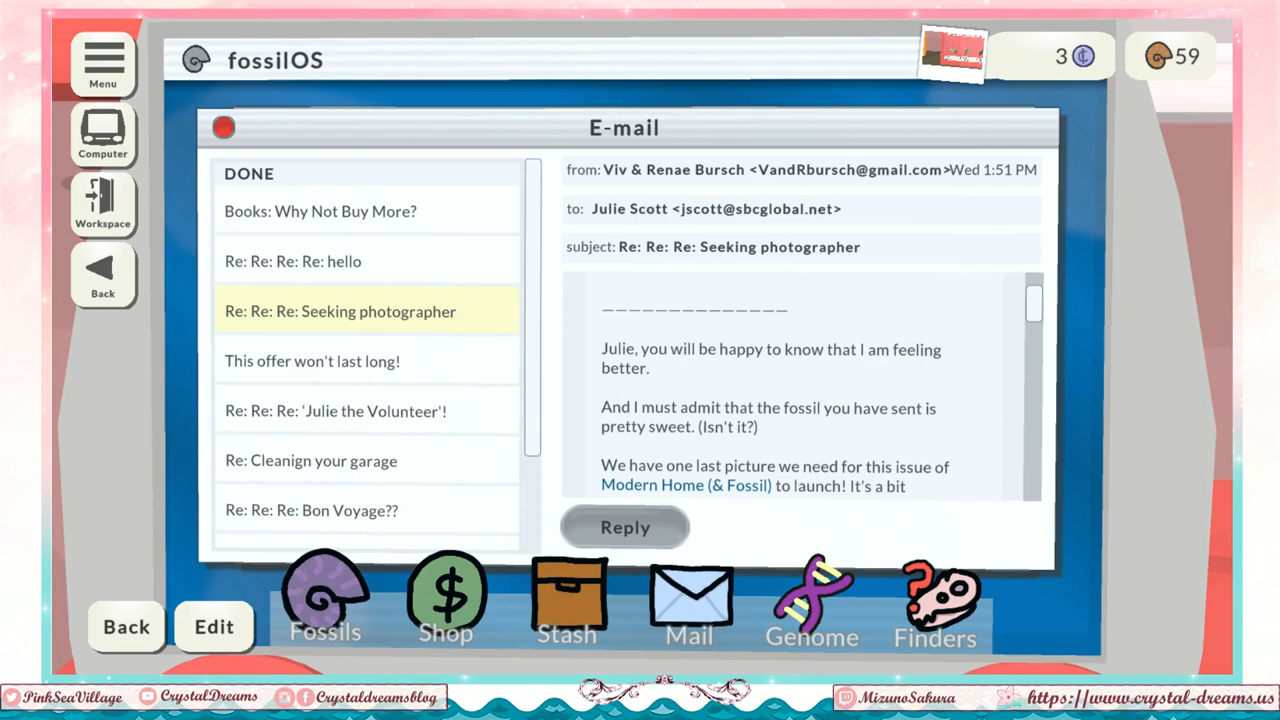 fossilOS
3
59
Menu
Computer
Workspace
Back
E-mail
DONE
Books: Why Not Buy More?
Re: Re: Re: Re: hello
Re: Re: Re: Seeking photographer
This offer won't last long!
Re: Re: Re: 'Julie the Volunteer'!
Re: Cleanign your garage
Re: Re: Re: Bon Voyage??
from: Viv & Renae Bursch <VandRbursch@gmail.com> Wed 1:51 PM
to: Julie Scott <jscott@sbcglobal.net>
subject: Re: Re: Re: Seeking photographer
— — — — — — — — — — — — — —
Julie, you will be happy to know that I am feeling
better.
And I must admit that the fossil you have sent is
pretty sweet. (Isn't it?)
We have one last picture we need for this issue of
Modern Home (& Fossil) to launch! It's a bit
Reply
Back
Edit
Fossils
Shop
Stash
Mail
Genome
Finders
PinkSeaVillage
CrystalDreams
Crystaldreamsblog
MizunoSakura
https://www.crystal-dreams.us